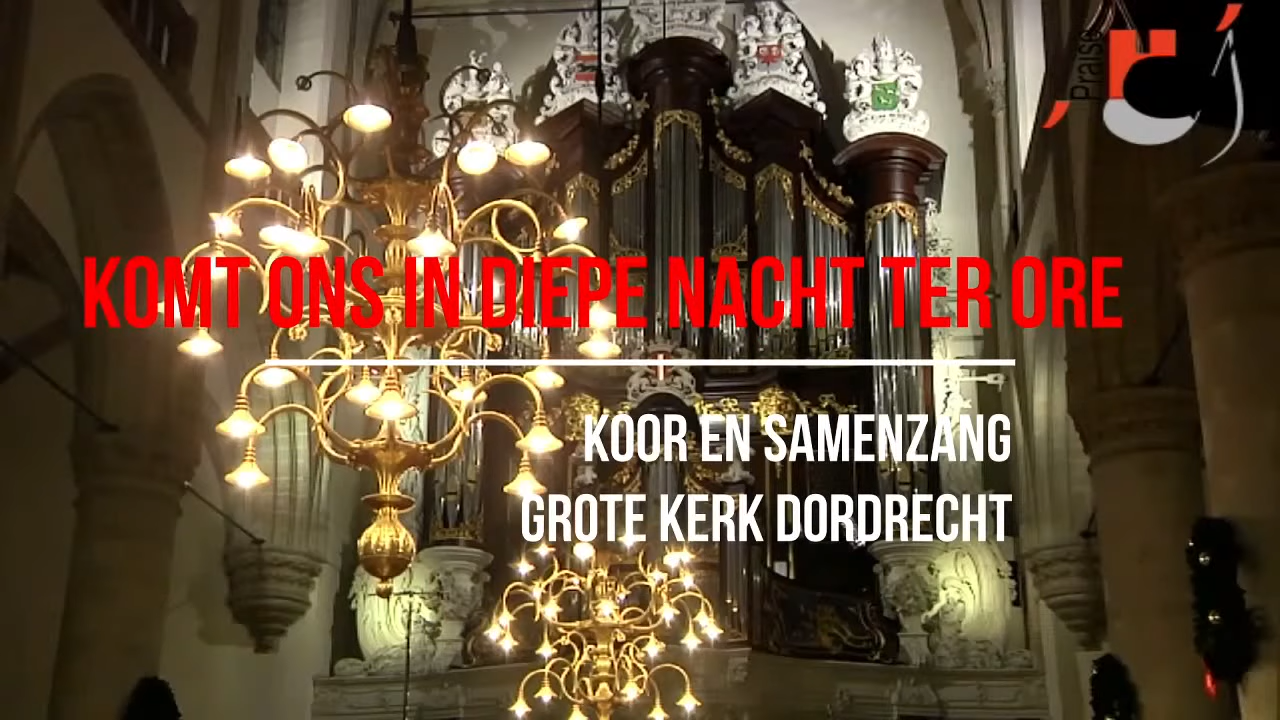 Praise
KOMT ONS IN DIEPE NACHT TER ORE
KOOR EN SAMENZANG
GROTE KERK DORDRECHT